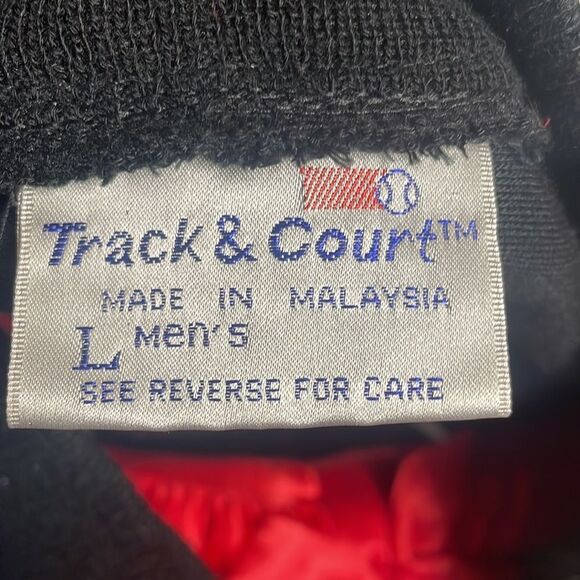 Track & Court™
MADE IN MALAYSIA
L Men's
SEE REVERSE FOR CARE